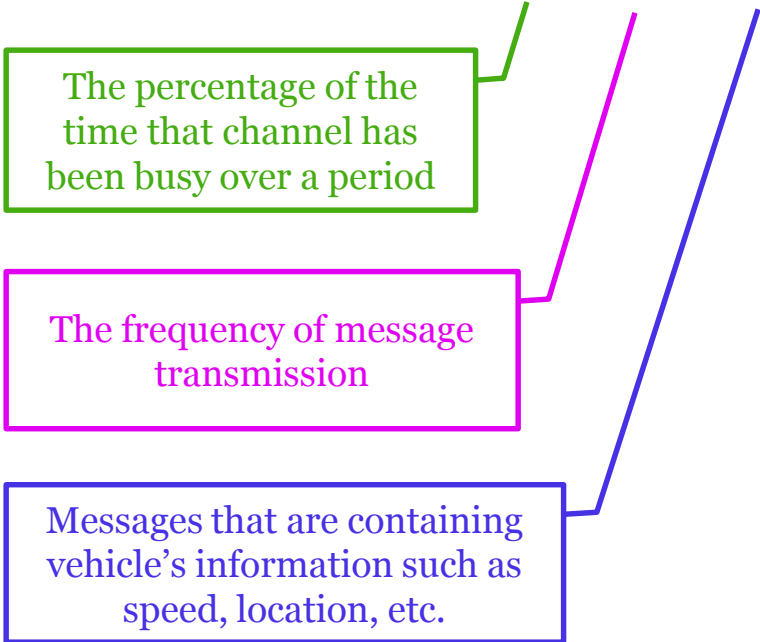 The percentage of the
time that channel has
been busy over a period
The frequency of message
transmission
Messages that are containing
vehicle’s information such as
speed, location, etc.